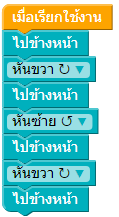 เมื่อเรียกใช้งาน
ไปข้างหน้า
หันขวา ↻ ▼
ไปข้างหน้า
หันซ้าย ↺ ▼
ไปข้างหน้า
หันขวา ↻ ▼
ไปข้างหน้า